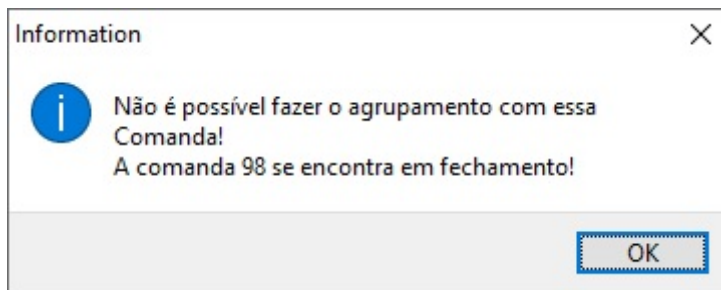 Information
Não é possível fazer o agrupamento com essa
Comanda!
A comanda 98 se encontra em fechamento!
OK